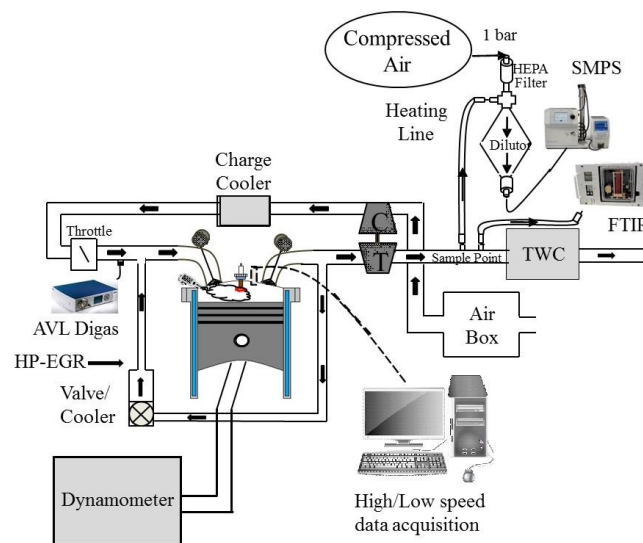 Compressed
Air
1 bar
HEPA
Filter
SMPS
Heating
Line
Dilutor
Charge
Cooler
C
FTIR
Throttle
T
Sample Point
TWC
AVL Digas
Air
Box
HP-EGR
Valve/
Cooler
Dynamometer
High/Low speed
data acquisition